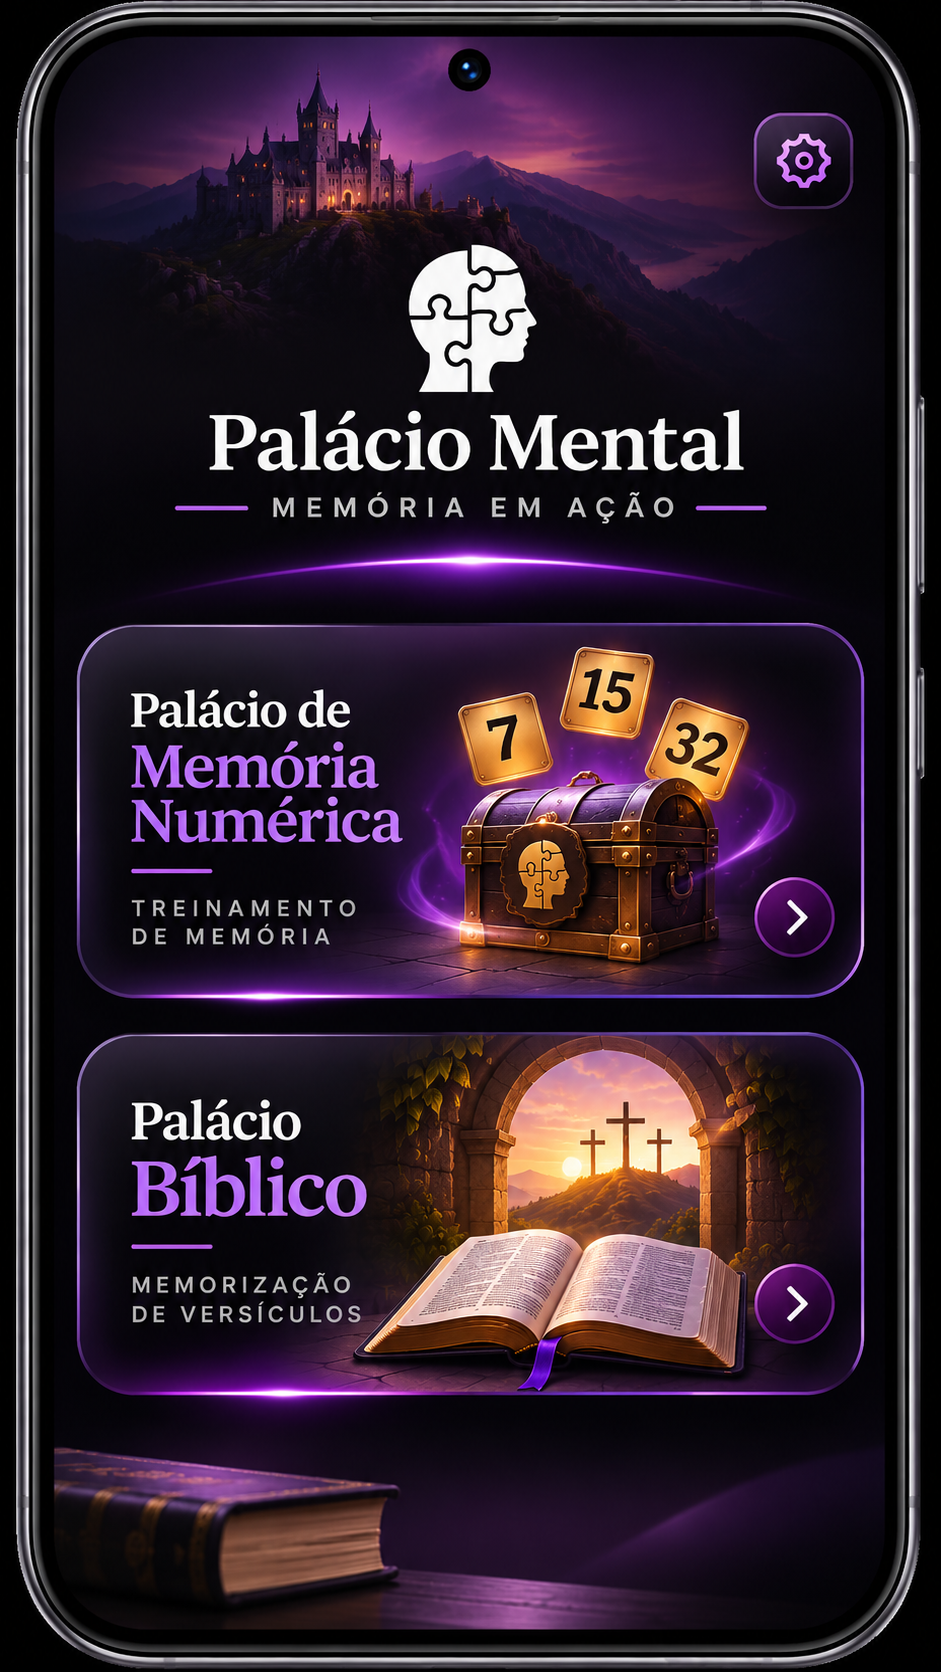 Palácio Mental
MEMÓRIA EM AÇÃO
7
15
32
Palácio de
Memória
Numérica
TREINAMENTO
DE MEMÓRIA
Palácio
Bíblico
MEMORIZAÇÃO
DE VERSÍCULOS